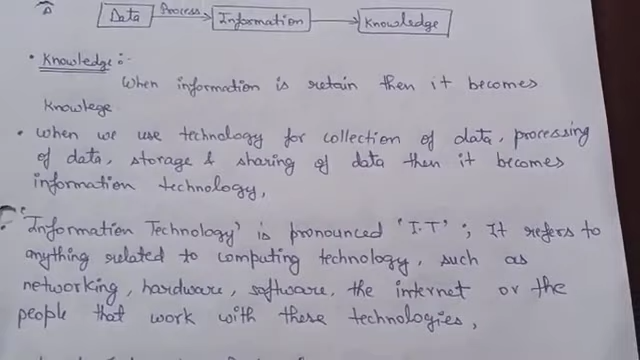 Data Process Information Knowledge
• Knowledge :-
When information is retain then it becomes
Knowlege
• When we use technology for collection of data, processing
of data, storage & sharing of data then it becomes
information technology,
'Information Technology' is pronounced 'I.T' ; It refers to
anything related to computing technology, such as
networking, hardware, software, the internet or the
people that work with these technologies,